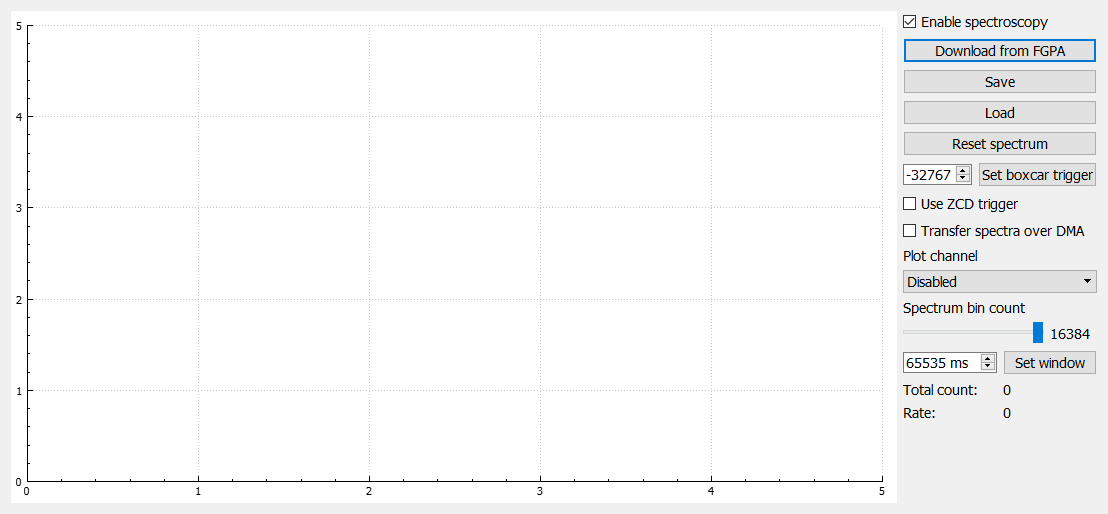 5
4
3
2
1
0
0 1 2 3 4 5
Enable spectroscopy
Download from FGPA
Save
Load
Reset spectrum
-32767 Set boxcar trigger
Use ZCD trigger
Transfer spectra over DMA
Plot channel
Disabled
Spectrum bin count
16384
65535 ms Set window
Total count: 0
Rate: 0